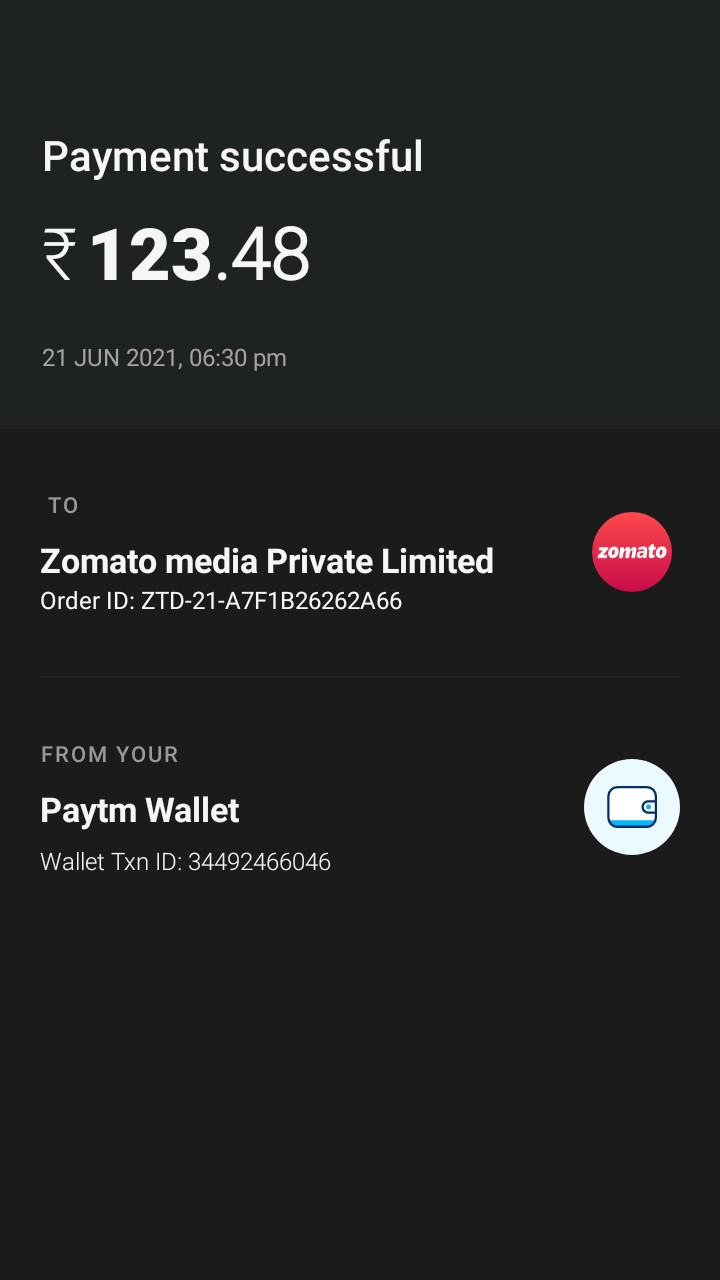 Payment successful
₹ 123.48
21 JUN 2021, 06:30 pm
TO
Zomato media Private Limited
zomato
Order ID: ZTD-21-A7F1B26262A66
FROM YOUR
Paytm Wallet
Wallet Txn ID: 34492466046